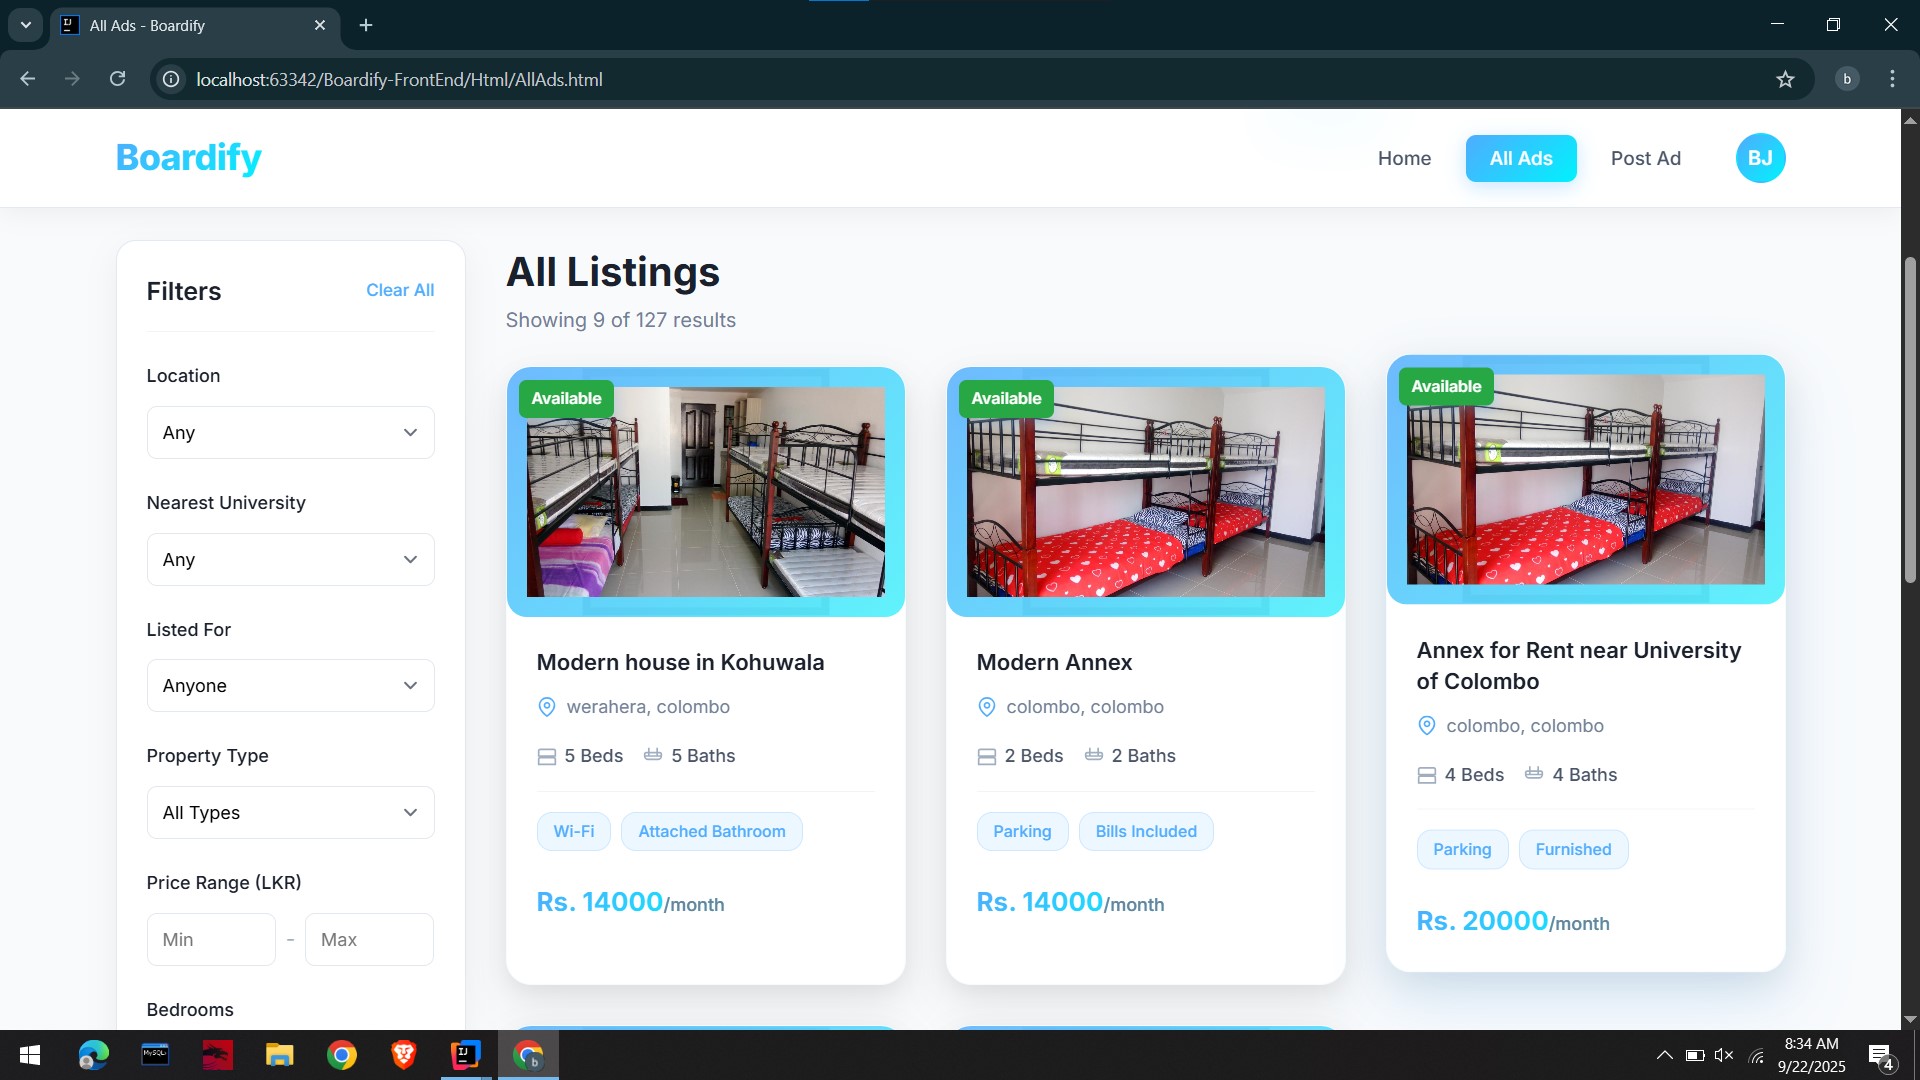 All Ads - Boardify
localhost:63342/Boardify-FrontEnd/Html/AllAds.html
b
Boardify
Home
All Ads
Post Ad
BJ
Filters
Clear All
Location
Any
Nearest University
Any
Listed For
Anyone
Property Type
All Types
Price Range (LKR)
Min
-
Max
Bedrooms
All Listings
Showing 9 of 127 results
Available
Modern house in Kohuwala
werahera, colombo
5 Beds
5 Baths
Wi-Fi
Attached Bathroom
Rs. 14000/month
Available
Modern Annex
colombo, colombo
2 Beds
2 Baths
Parking
Bills Included
Rs. 14000/month
Available
Annex for Rent near University
of Colombo
colombo, colombo
4 Beds
4 Baths
Parking
Furnished
Rs. 20000/month
MySQL
IJ
b
8:34 AM
9/22/2025
4